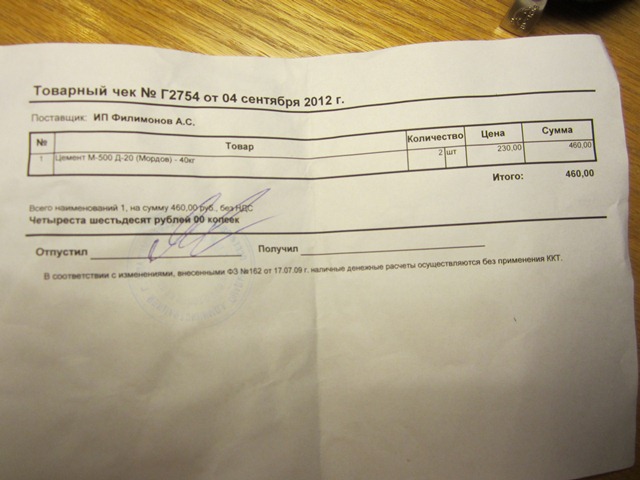 Товарный чек № Г2754 от 04 сентября 2012 г.
Поставщик: ИП Филимонов А.С.
№ Товар Количество Цена Сумма
1 Цемент М-500 Д-20 (Мордов) - 40кг 2 шт 230,00 460,00
Итого: 460,00
Всего наименований 1, на сумму 460,00 руб., без НДС
Четыреста шестьдесят рублей 00 копеек
Отпустил Получил
В соответствии с изменениями, внесенными ФЗ №162 от 17.07.09 г. наличные денежные расчеты осуществляются без применения ККТ.